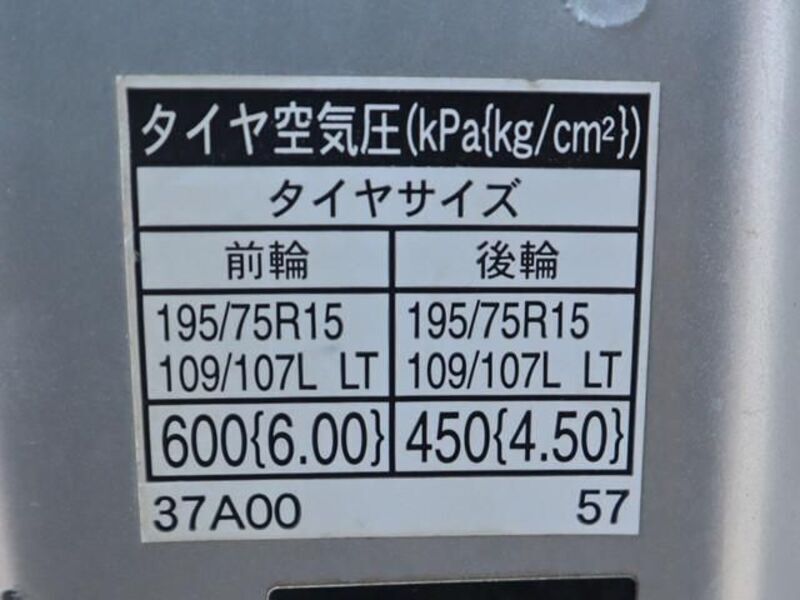 タイヤ空気圧(kPa{kg/cm²})
タイヤサイズ
前輪 後輪
195/75R15 195/75R15
109/107L LT 109/107L LT
600{6.00} 450{4.50}
37A00 57